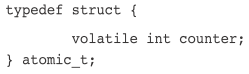 typedef struct {
volatile int counter;
} atomic_t;